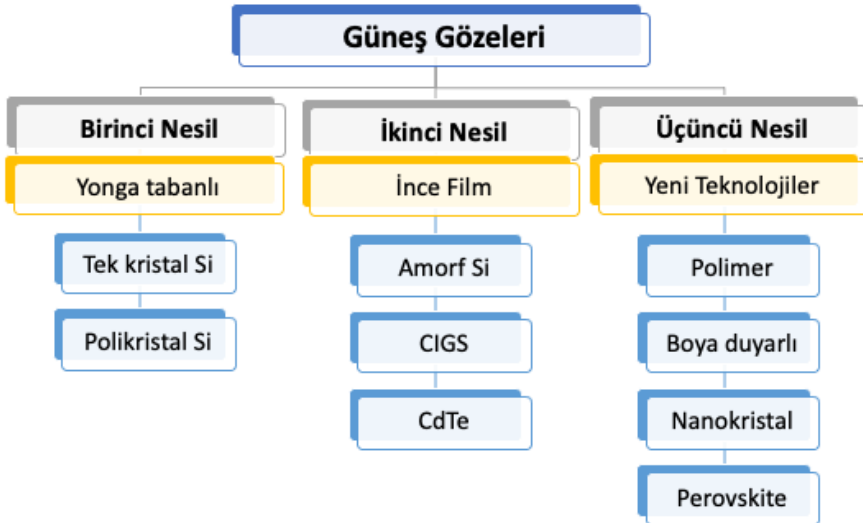 Güneş Gözeleri
Birinci Nesil
Yonga tabanlı
Tek kristal Si
Polikristal Si
İkinci Nesil
İnce Film
Amorf Si
CIGS
CdTe
Üçüncü Nesil
Yeni Teknolojiler
Polimer
Boya duyarlı
Nanokristal
Perovskite